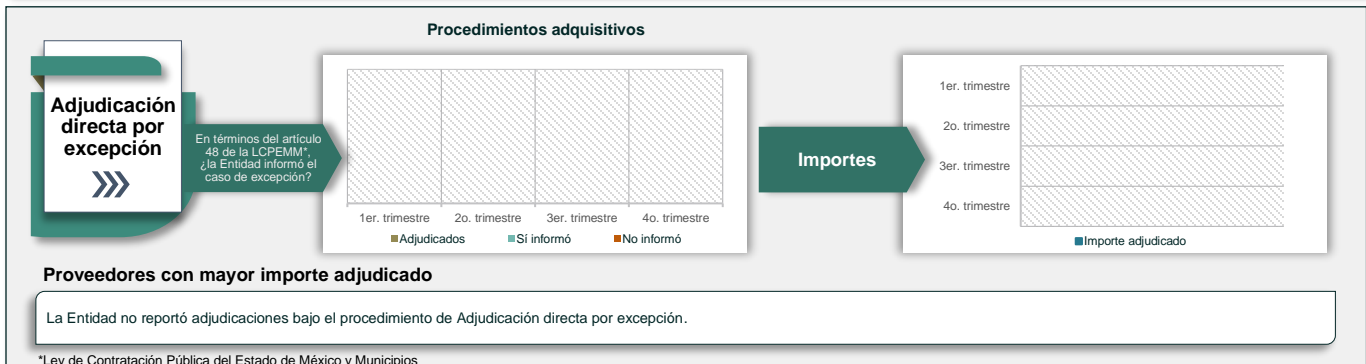 Procedimientos adquisitivos
Adjudicación
directa por
excepción
En términos del artículo
48 de la LCPEMM*,
¿la Entidad informó el
caso de excepción?
1er. trimestre 2o. trimestre 3er. trimestre 4o. trimestre
Adjudicados Sí informó No informó
Importes
1er. trimestre
2o. trimestre
3er. trimestre
4o. trimestre
Importe adjudicado
Proveedores con mayor importe adjudicado
La Entidad no reportó adjudicaciones bajo el procedimiento de Adjudicación directa por excepción.
*Ley de Contratación Pública del Estado de México y Municipios